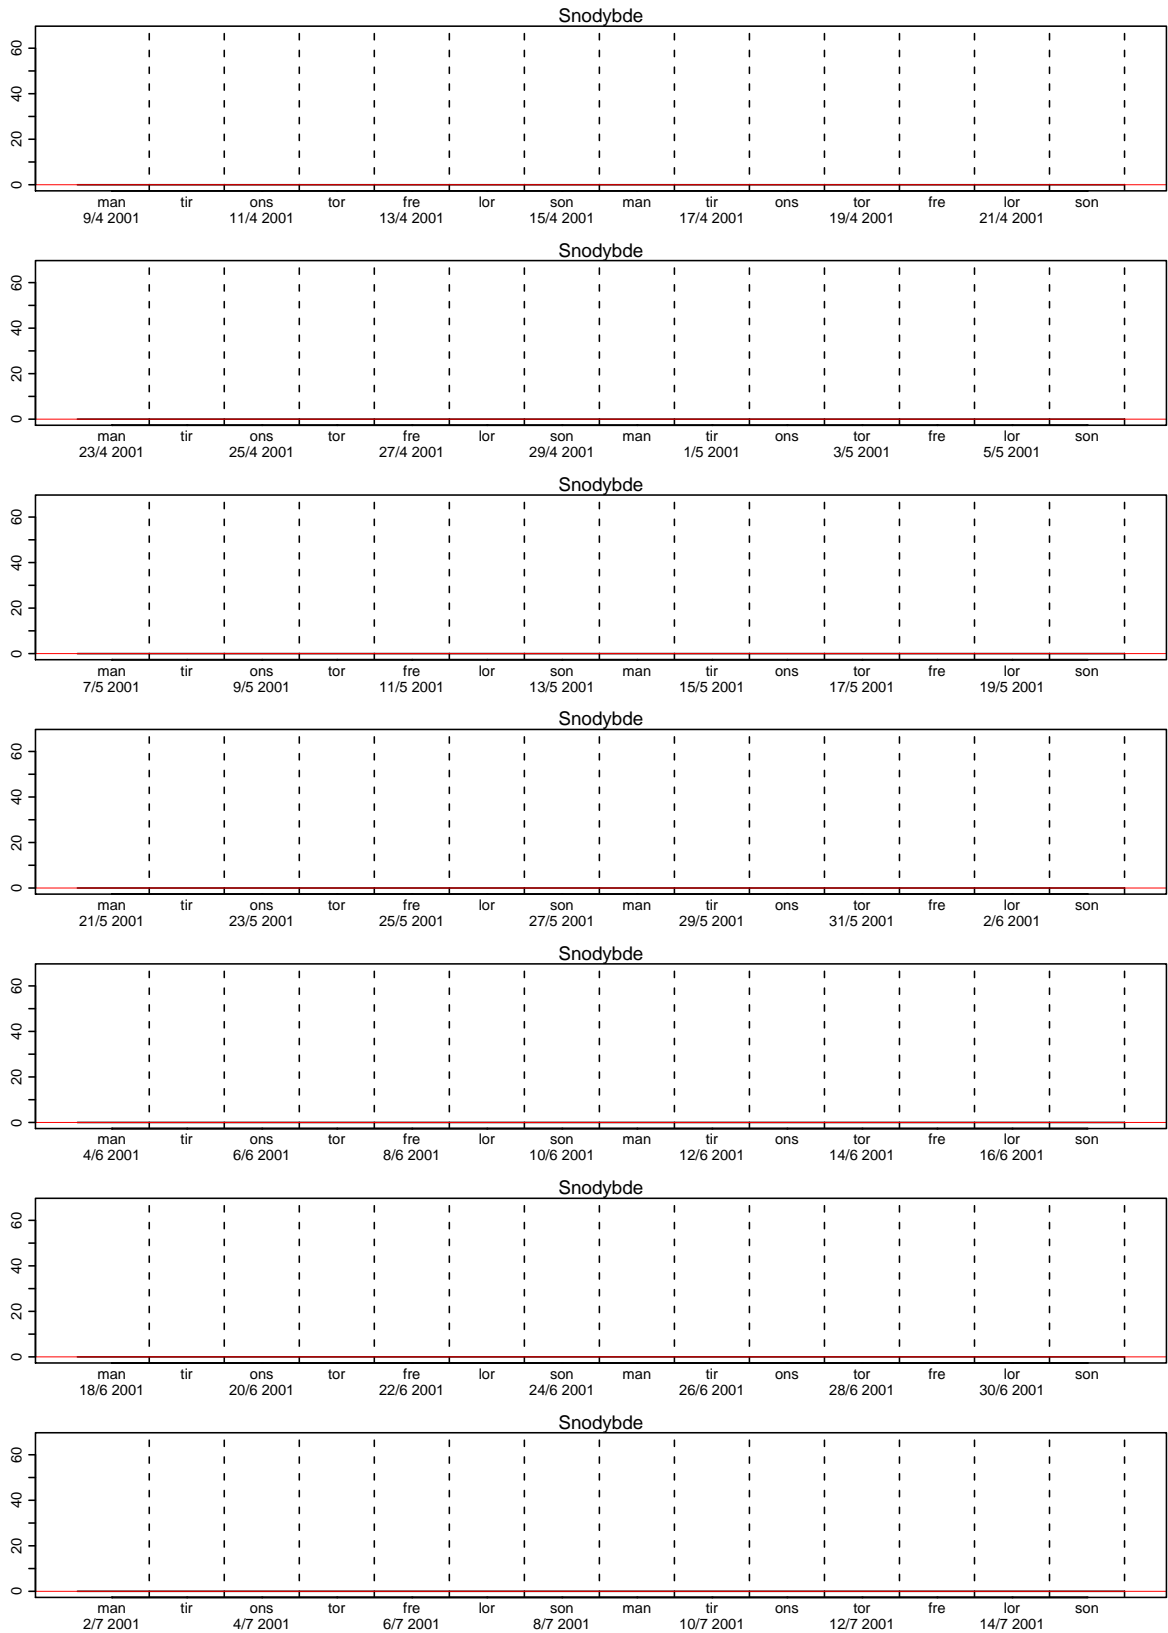 Snodybde
60
40
20
0
man tir ons tor fre lor son man tir ons tor fre lor son
9/4 2001 11/4 2001 13/4 2001 15/4 2001 17/4 2001 19/4 2001 21/4 2001
Snodybde
60
40
20
0
man tir ons tor fre lor son man tir ons tor fre lor son
23/4 2001 25/4 2001 27/4 2001 29/4 2001 1/5 2001 3/5 2001 5/5 2001
Snodybde
60
40
20
0
man tir ons tor fre lor son man tir ons tor fre lor son
7/5 2001 9/5 2001 11/5 2001 13/5 2001 15/5 2001 17/5 2001 19/5 2001
Snodybde
60
40
20
0
man tir ons tor fre lor son man tir ons tor fre lor son
21/5 2001 23/5 2001 25/5 2001 27/5 2001 29/5 2001 31/5 2001 2/6 2001
Snodybde
60
40
20
0
man tir ons tor fre lor son man tir ons tor fre lor son
4/6 2001 6/6 2001 8/6 2001 10/6 2001 12/6 2001 14/6 2001 16/6 2001
Snodybde
60
40
20
0
man tir ons tor fre lor son man tir ons tor fre lor son
18/6 2001 20/6 2001 22/6 2001 24/6 2001 26/6 2001 28/6 2001 30/6 2001
Snodybde
60
40
20
0
man tir ons tor fre lor son man tir ons tor fre lor son
2/7 2001 4/7 2001 6/7 2001 8/7 2001 10/7 2001 12/7 2001 14/7 2001